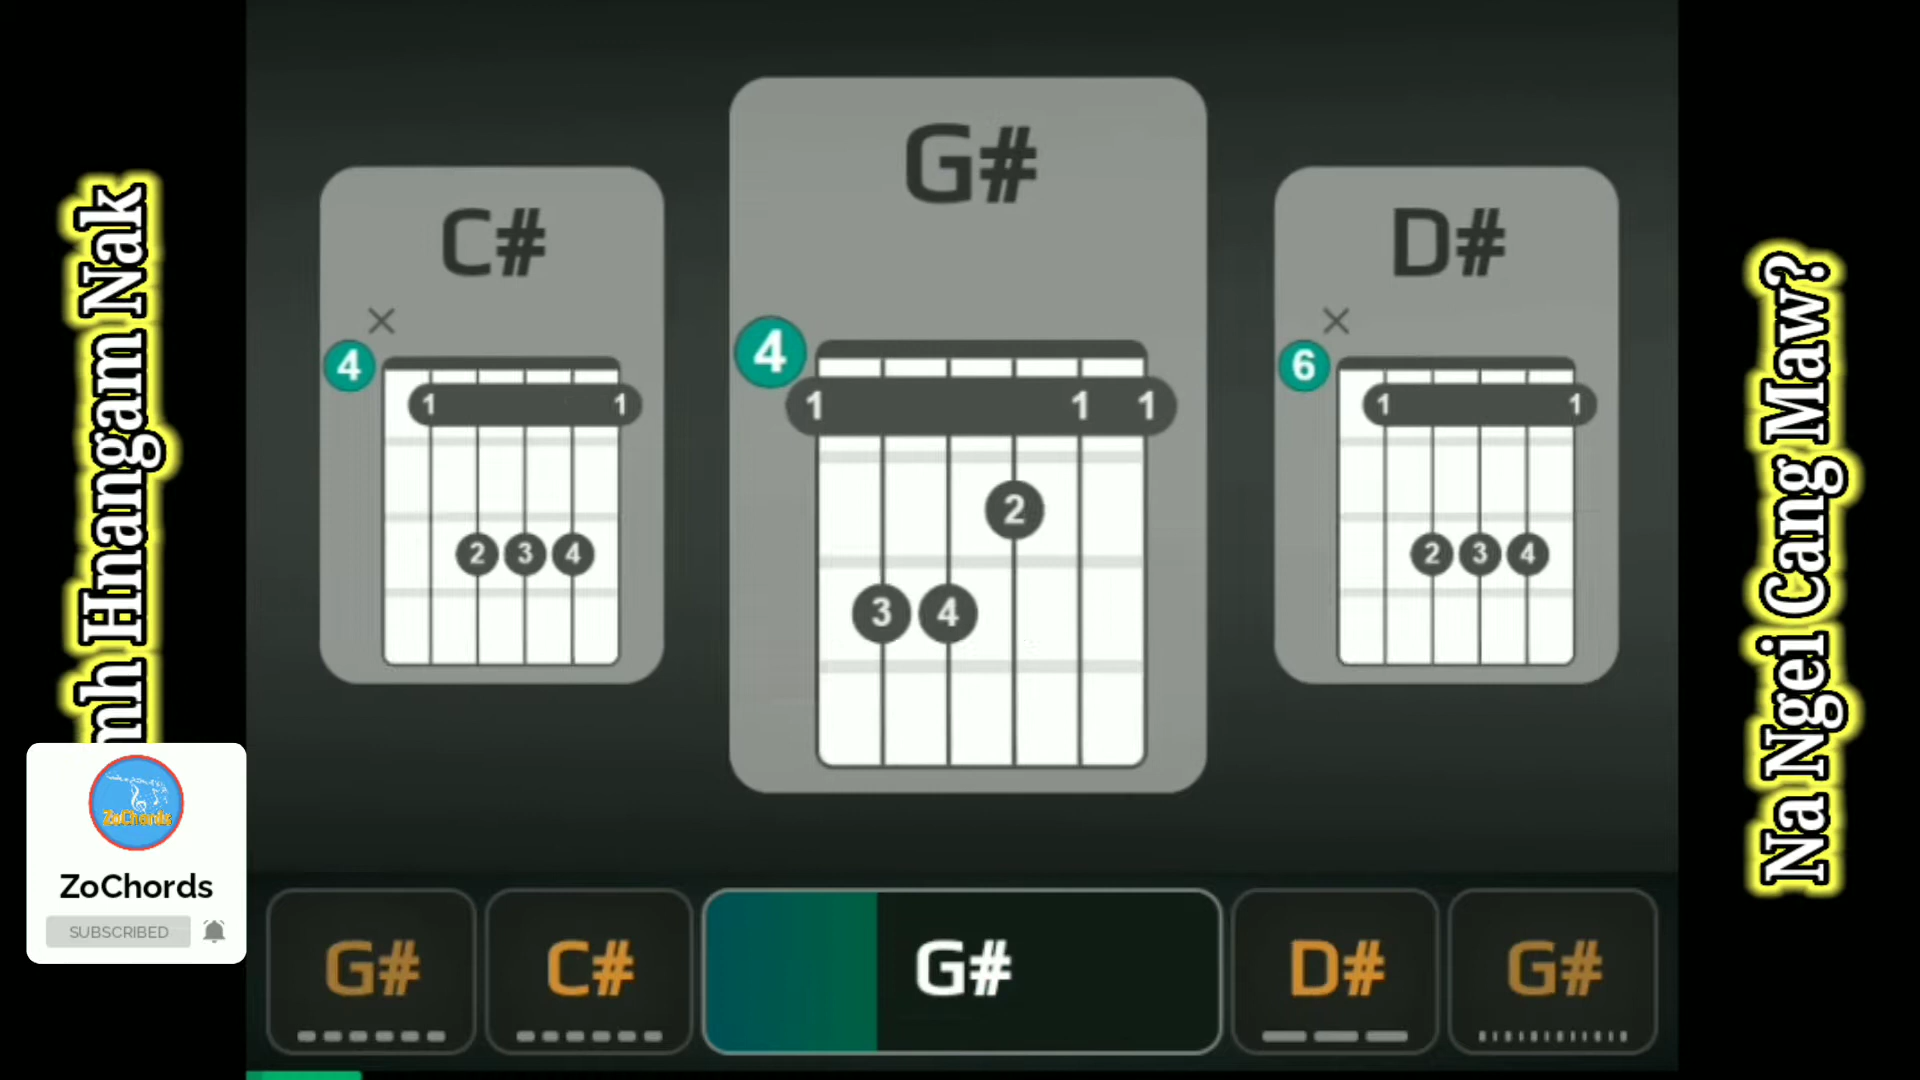 Hnangam Nak
C#
×
4
1 1
2 3 4
G#
4
1 1 1
2
3 4
D#
×
6
1 1
2 3 4
Na Ngei Cang Maw?
ZoChords
ZoChords
SUBSCRIBED
G#
C#
G#
D#
G#